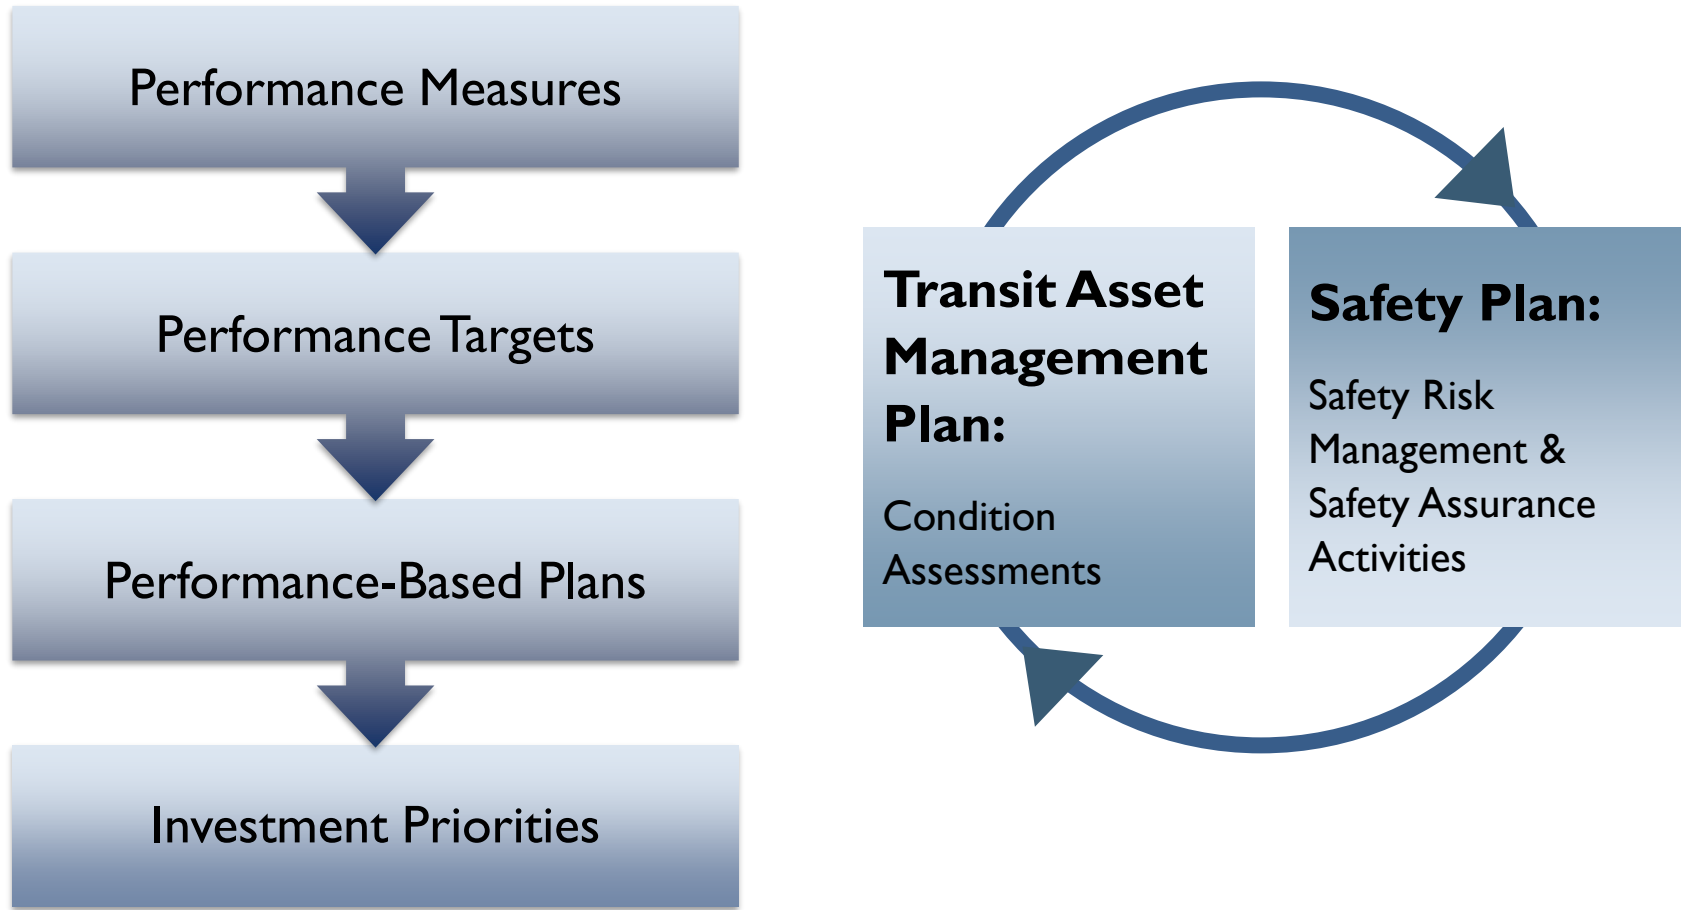 Performance Measures
Performance Targets
Performance-Based Plans
Investment Priorities
Transit Asset
Management
Plan:
Condition
Assessments
Safety Plan:
Safety Risk
Management &
Safety Assurance
Activities